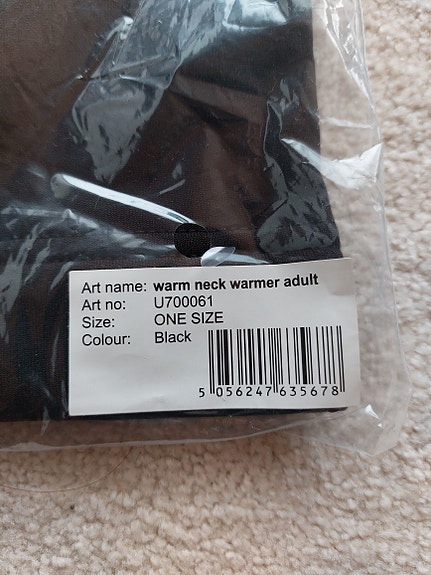 Art name: warm neck warmer adult
Art no: U700061
Size: ONE SIZE
Colour: Black
5 056247 635678